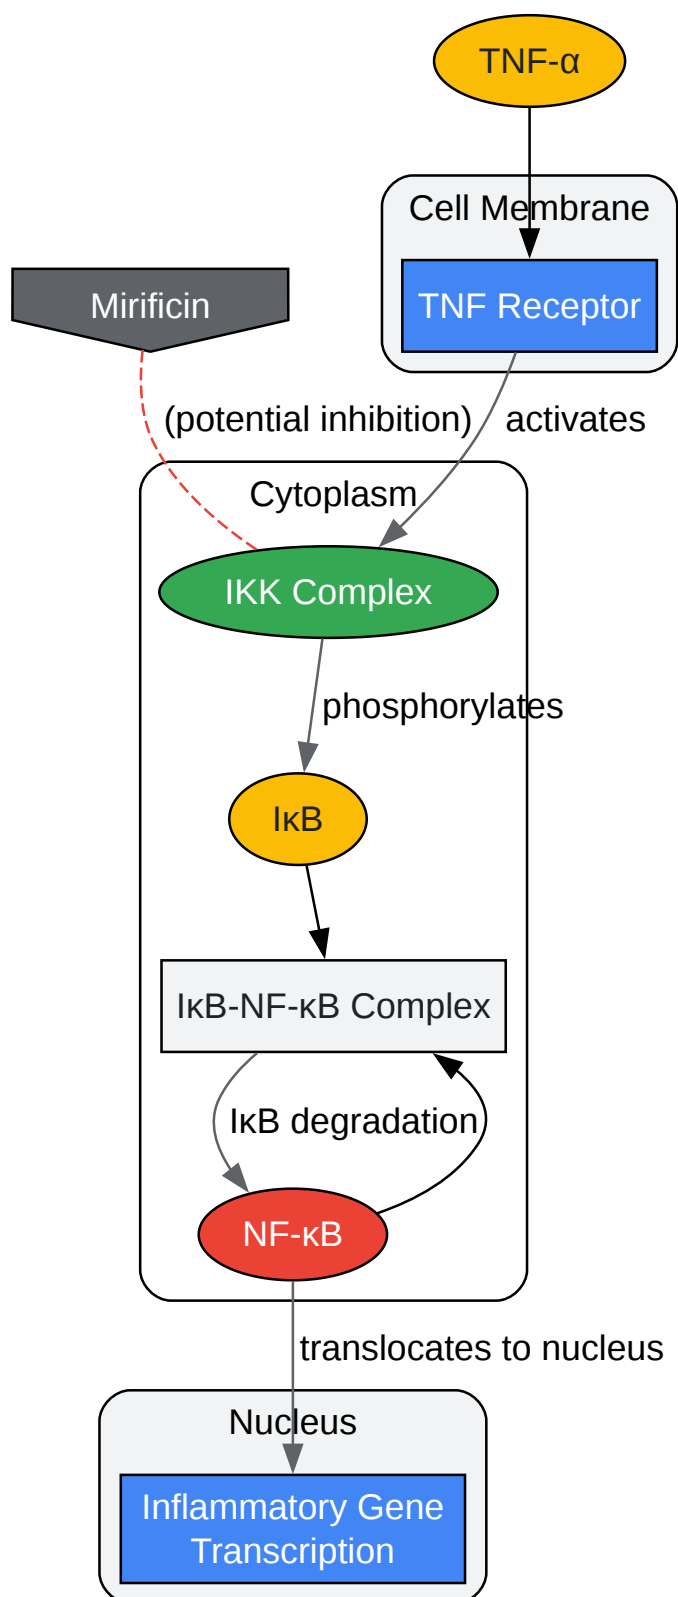 TNF-α
Cell Membrane
TNF Receptor
Mirificin
(potential inhibition)
activates
Cytoplasm
IKK Complex
phosphorylates
IκB
IκB-NF-κB Complex
IκB degradation
NF-κB
translocates to nucleus
Nucleus
Inflammatory Gene
Transcription